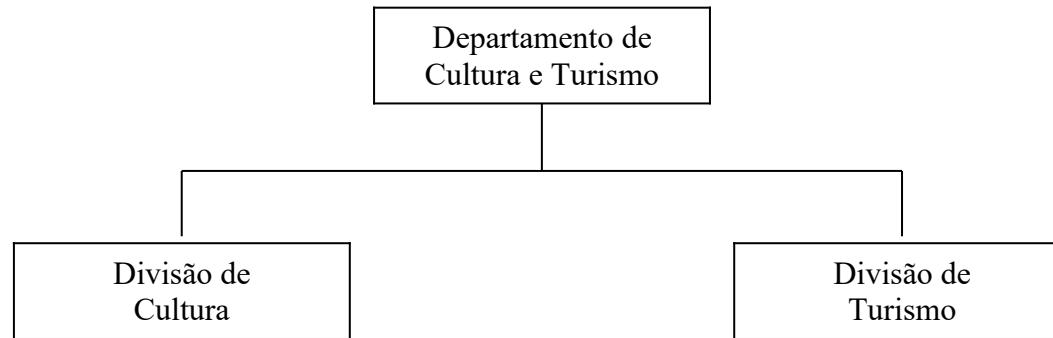 Departamento de
Cultura e Turismo
Divisão de
Cultura
Divisão de
Turismo